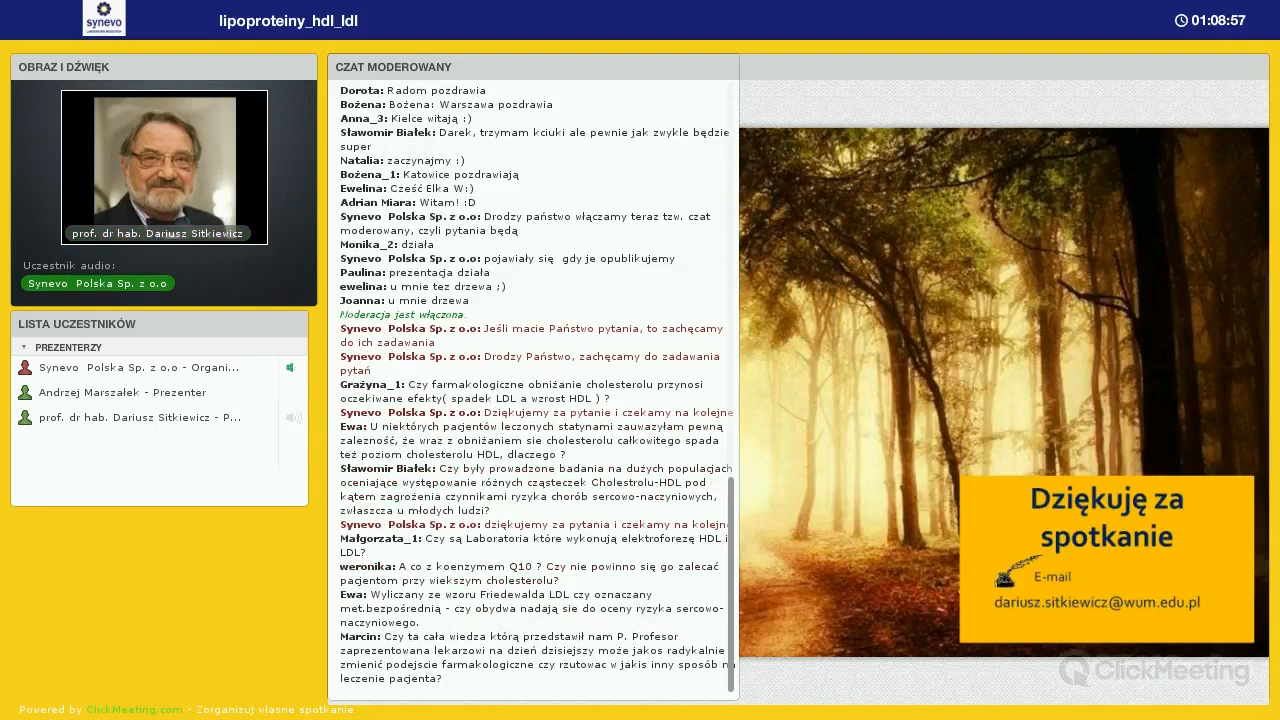 synevo
lipoproteiny_hdl_ldl
01:08:57
OBRAZ I DŹWIĘK
prof. dr hab. Dariusz Sitkiewicz
Uczestnik audio:
Synevo Polska Sp. z o.o
LISTA UCZESTNIKÓW
PREZENTERZY
Synevo Polska Sp. z o.o - Organi...
Andrzej Marszałek - Prezenter
prof. dr hab. Dariusz Sitkiewicz - P...
CZAT MODEROWANY
Dorota: Radom pozdrawia
Bożena: Bożena: Warszawa pozdrawia
Anna_3: Kielce witają :)
Sławomir Białek: Darek, trzymam kciuki ale pewnie jak zwykle będzie
super
Natalia: zaczynajmy :)
Bożena_1: Katowice pozdrawiają
Ewelina: Cześć Elka W:)
Adrian Miara: Witam! :D
Synevo Polska Sp. z o.o: Drodzy państwo włączamy teraz tzw. czat
moderowany, czyli pytania będą
Monika_2: działa
Synevo Polska Sp. z o.o: pojawiały się gdy je opublikujemy
Paulina: prezentacja działa
ewelina: u mnie tez drzewa ;)
Joanna: u mnie drzewa
Moderacja jest włączona.
Synevo Polska Sp. z o.o: Jeśli macie Państwo pytania, to zachęcamy
do ich zadawania
Synevo Polska Sp. z o.o: Drodzy Państwo, zachęcamy do zadawania
pytań
Grażyna_1: Czy farmakologiczne obniżanie cholesterolu przynosi
oczekiwane efekty( spadek LDL a wzrost HDL ) ?
Synevo Polska Sp. z o.o: Dziękujemy za pytanie i czekamy na kolejne
Ewa: U niektórych pacjentów leczonych statynami zauwazyłam pewną
zalezność, że wraz z obniżaniem sie cholesterolu całkowitego spada
też poziom cholesterolu HDL, dlaczego ?
Sławomir Białek: Czy były prowadzone badania na dużych populacjach
oceniające występowanie różnych cząsteczek Cholestrolu-HDL pod
kątem zagrożenia czynnikami ryzyka chorób sercowo-naczyniowych,
zwłaszcza u młodych ludzi?
Synevo Polska Sp. z o.o: dziękujemy za pytania i czekamy na kolejne
Małgorzata_1: Czy są Laboratoria które wykonują elektroforezę HDL i
LDL?
weronika: A co z koenzymem Q10 ? Czy nie powinno się go zalecać
pacjentom przy wiekszym cholesterolu?
Ewa: Wyliczany ze wzoru Friedewalda LDL czy oznaczany
met.bezpośrednią - czy obydwa nadają sie do oceny ryzyka sercowo-
naczyniowego.
Marcin: Czy ta cała wiedza którą przedstawił nam P. Profesor
zaprezentowana lekarzowi na dzień dzisiejszy może jakos radykalnie
zmienić podejscie farmakologiczne czy rzutowac w jakis inny sposób na
leczenie pacjenta?
Dziękuję za
spotkanie
E-mail
dariusz.sitkiewicz@wum.edu.pl
ClickMeeting
Powered by ClickMeeting.com - Zorganizuj własne spotkanie